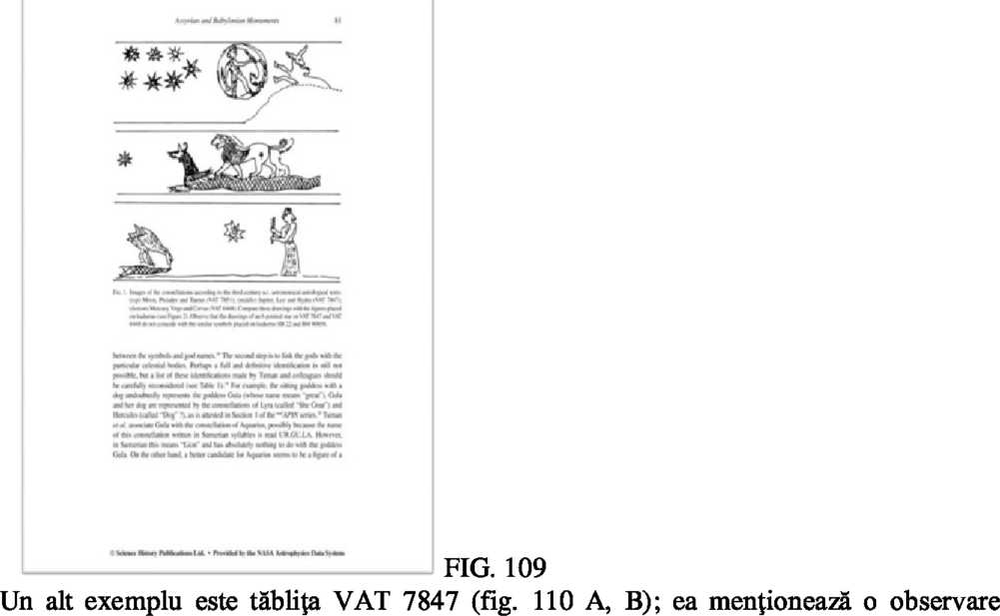 Assyrian and Babylonian Monuments 81
Fig. 1. Images of the constellations according to the third-century B.C. astronomical-astrological texts:
(top) Moon, Pleiades and Taurus (VAT 7851); (middle) Jupiter, Leo and Hydra (VAT 7847);
(bottom) Mercury, Virgo and Corvus (VAT 6448). Compare these drawings with the figures placed
on kudurrus (see Figure 2). Observe that the drawings of an 8-pointed star in VAT 7847 and VAT
6448 do not coincide with the similar symbols placed on kudurrus SB 22 and BM
between the symbols and god names. The second step is to link the gods with the
particular celestial bodies. Perhaps a full and definitive identification is still not
possible, but a list of these identifications made by Tuman and colleagues should
be carefully reconsidered (see Table 1). For example, the sitting goddess with a
dog undoubtedly represents the goddess Gula (whose name means "great"). Gula
and her dog are represented by the constellations of Lyra (called "She Goat") and
Hercules (called "Dog" ?), as is attested in Section 1 of the APIN series. Tuman
et al. associate Gula with the constellation of Aquarius, possibly because the name
of this constellation written in Sumerian syllables is read UR.GU.LA. However,
in Sumerian this means "Lion" and has absolutely nothing to do with the goddess
Gula. On the other hand, a better candidate for Aquarius seems to be a figure of a
© Science History Publications Ltd. • Provided by the NASA Astrophysics Data System
FIG. 109
Un alt exemplu este tăbliţa VAT 7847 (fig. 110 A, B); ea menţionează o observare